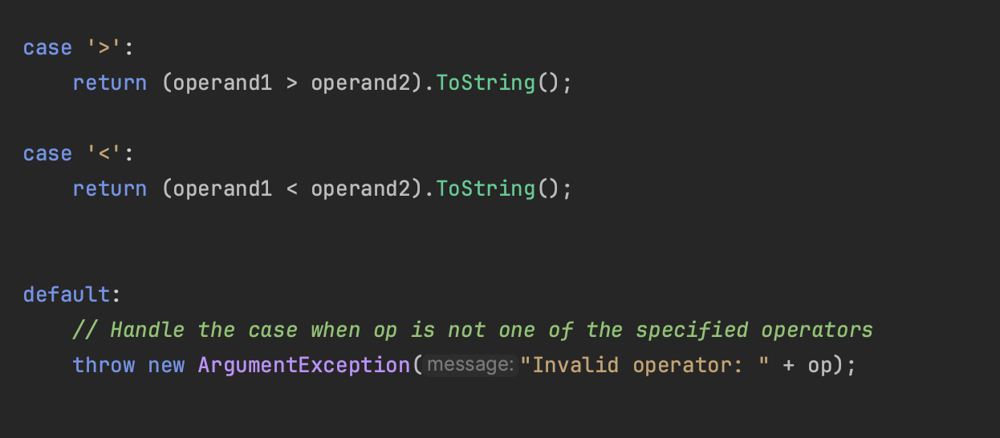 case '>':
return (operand1 > operand2).ToString();
case '<':
return (operand1 < operand2).ToString();
default:
// Handle the case when op is not one of the specified operators
throw new ArgumentException(message:"Invalid operator: " + op);